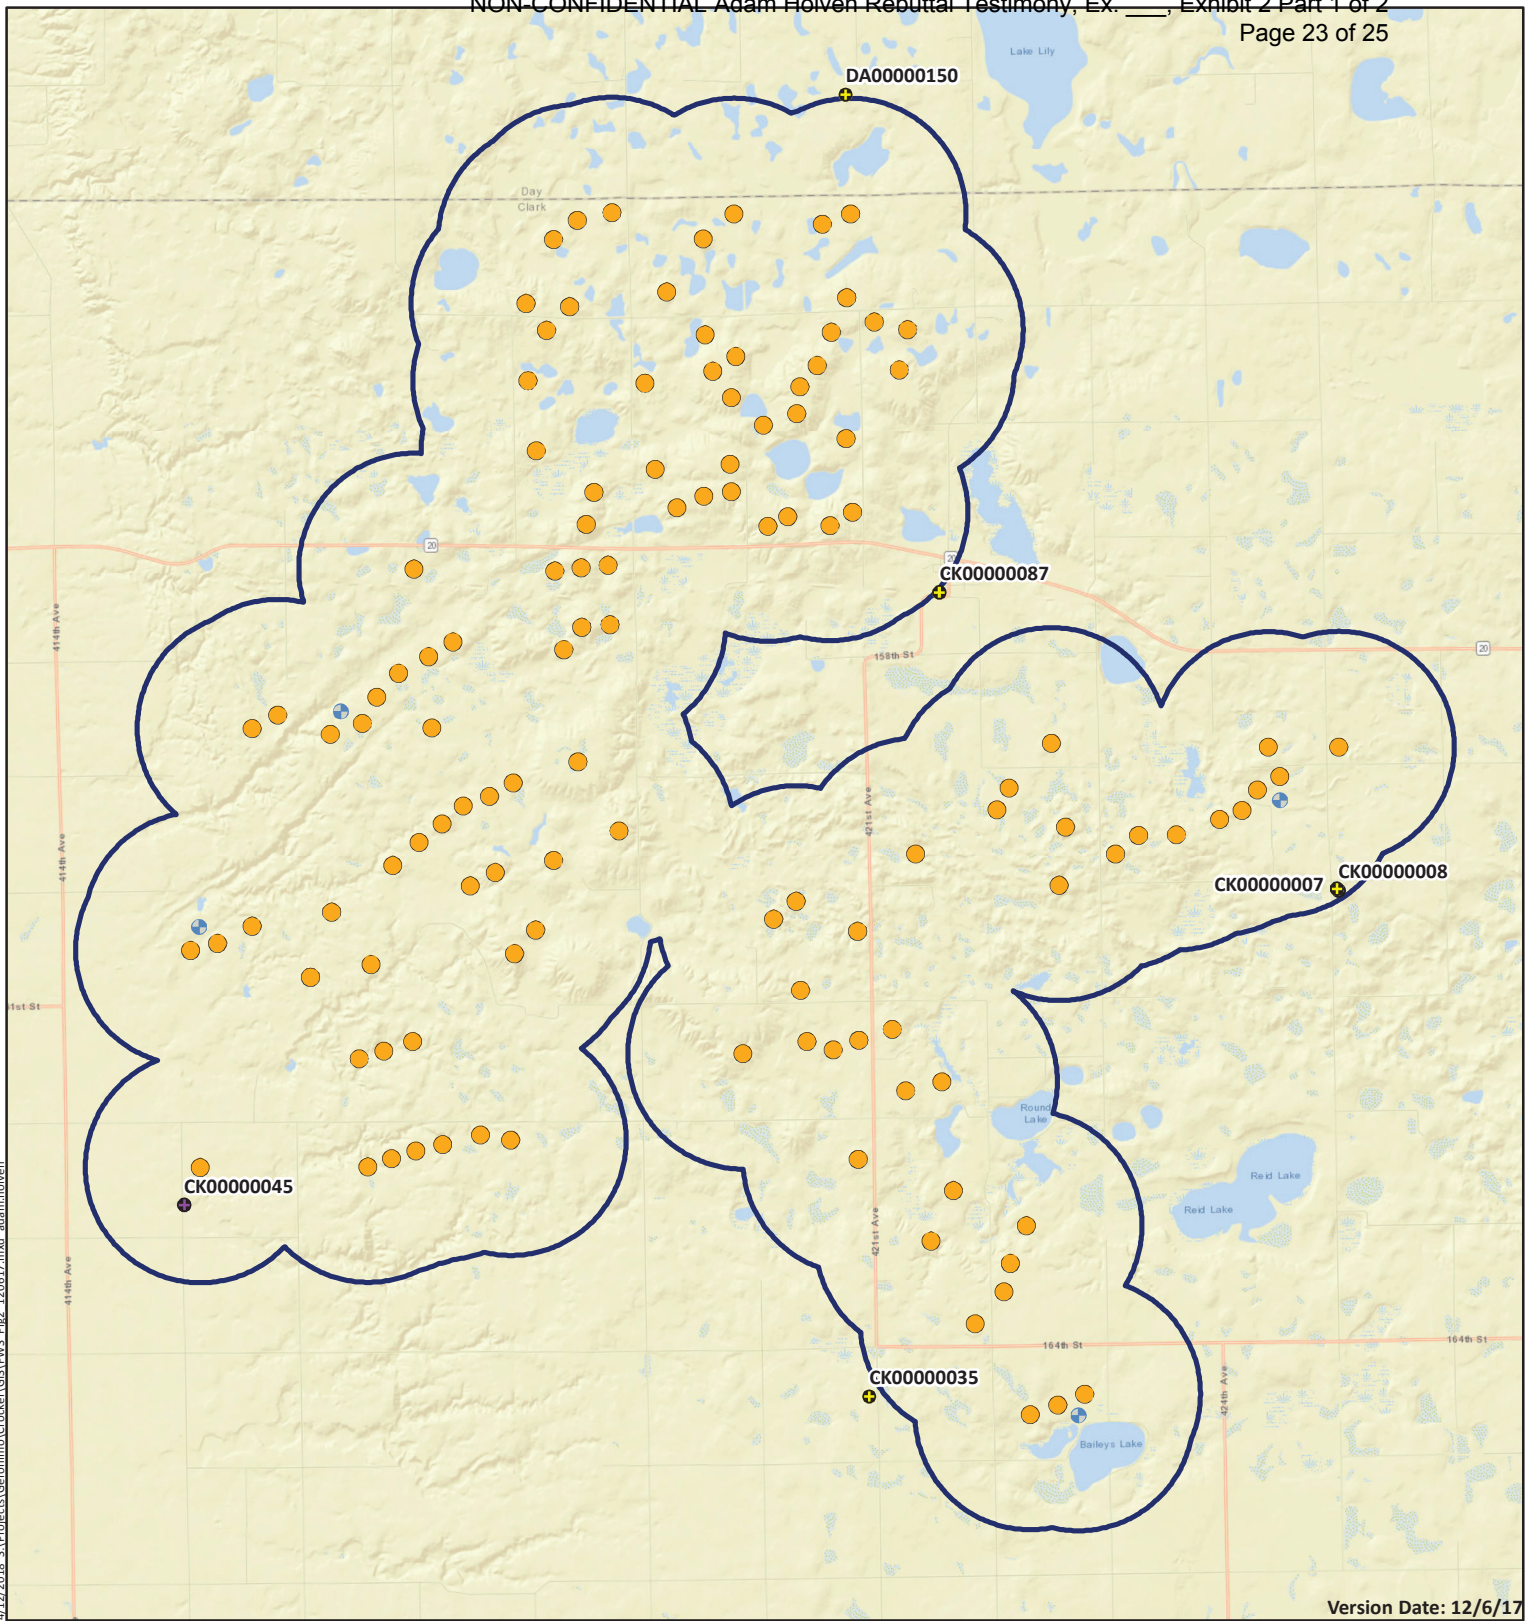 NON-CONFIDENTIAL Adam Holven Rebuttal Testimony, Ex. ___, Exhibit 2 Part 1 of 2
Page 23 of 25
Lake Lily
DA00000150
Day
Clark
20
20
CK00000087
414th Ave
158th St
20
421st Ave
414th Ave
CK00000008
CK00000007
1st St
Round
Lake
Reid Lake
CK00000045
Reid Lake
421st Ave
414th Ave
164th St
164th St
CK00000035
424th Ave
Baileys Lake
Version Date: 12/6/17